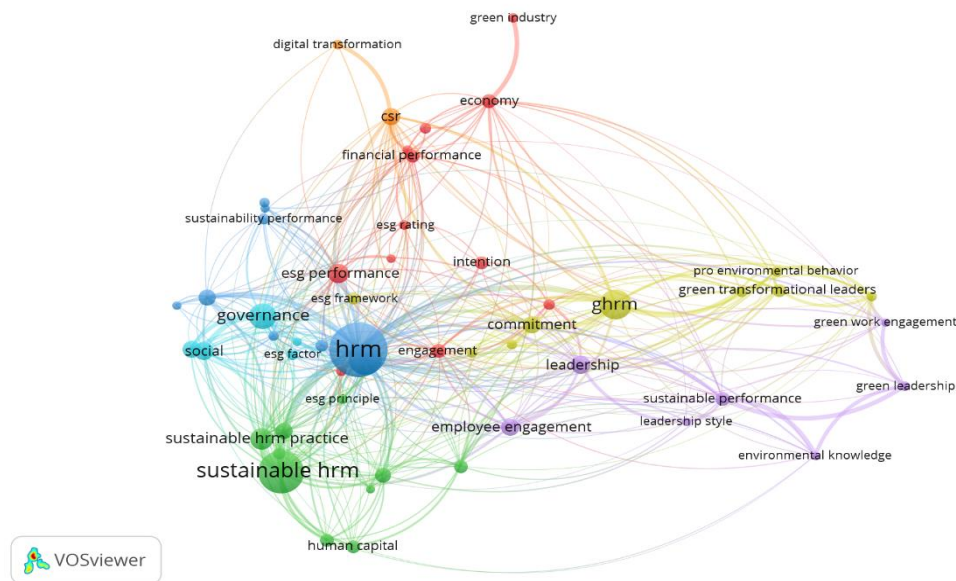 green industry
digital transformation
economy
csr
financial performance
sustainability performance
esg rating
intention
esg performance
pro environmental behavior
green transformational leaders
esg framework
ghrm
governance
commitment
green work engagement
hrm
social
esg factor
engagement
leadership
green leadership
esg principle
sustainable performance
leadership style
employee engagement
sustainable hrm practice
environmental knowledge
sustainable hrm
human capital
VOSviewer